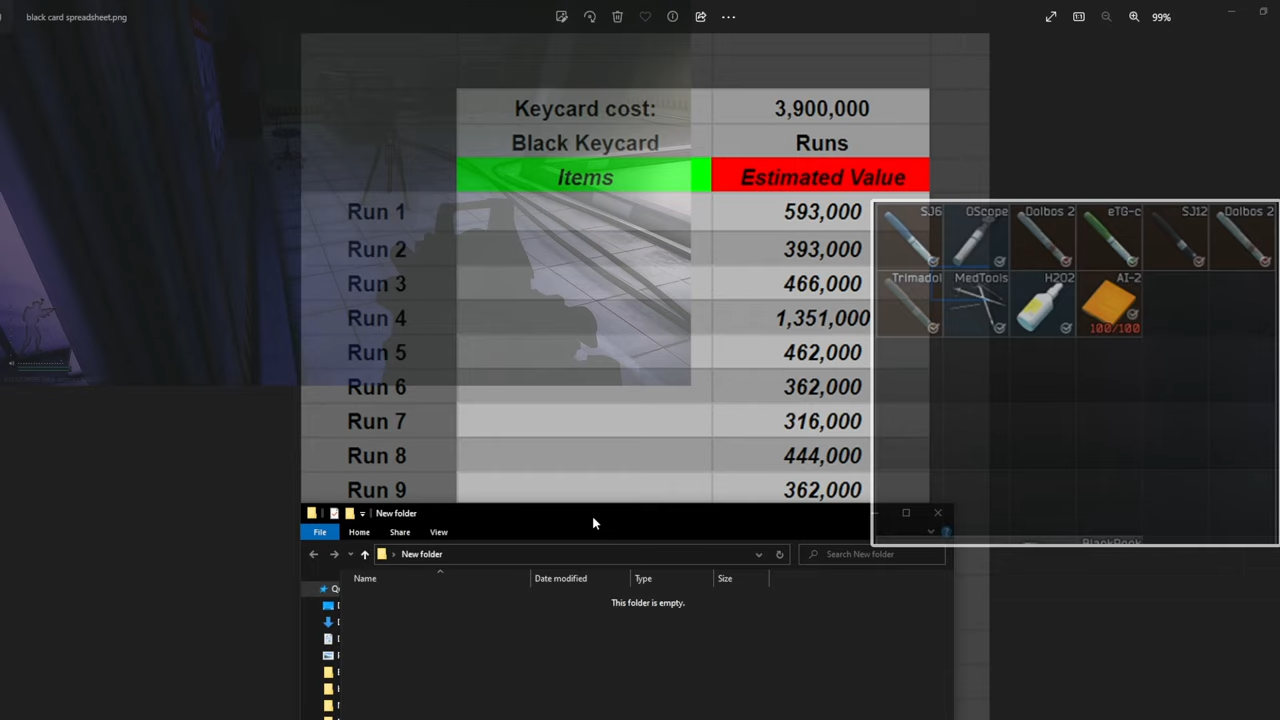 black card spreadsheet.png
99%
Keycard cost: 3,900,000
Black Keycard Runs
Items Estimated Value
Run 1 593,000
Run 2 393,000
Run 3 466,000
Run 4 1,351,000
Run 5 462,000
Run 6 362,000
Run 7 316,000
Run 8 444,000
Run 9 362,000
SJ6 OScope Dolbos 2 eTG-c SJ12 Dolbos 2
Trimadol MedTools H2O2 AI-2
100/100
New folder
File Home Share View
New folder Search New folder
Name Date modified Type Size
This folder is empty.